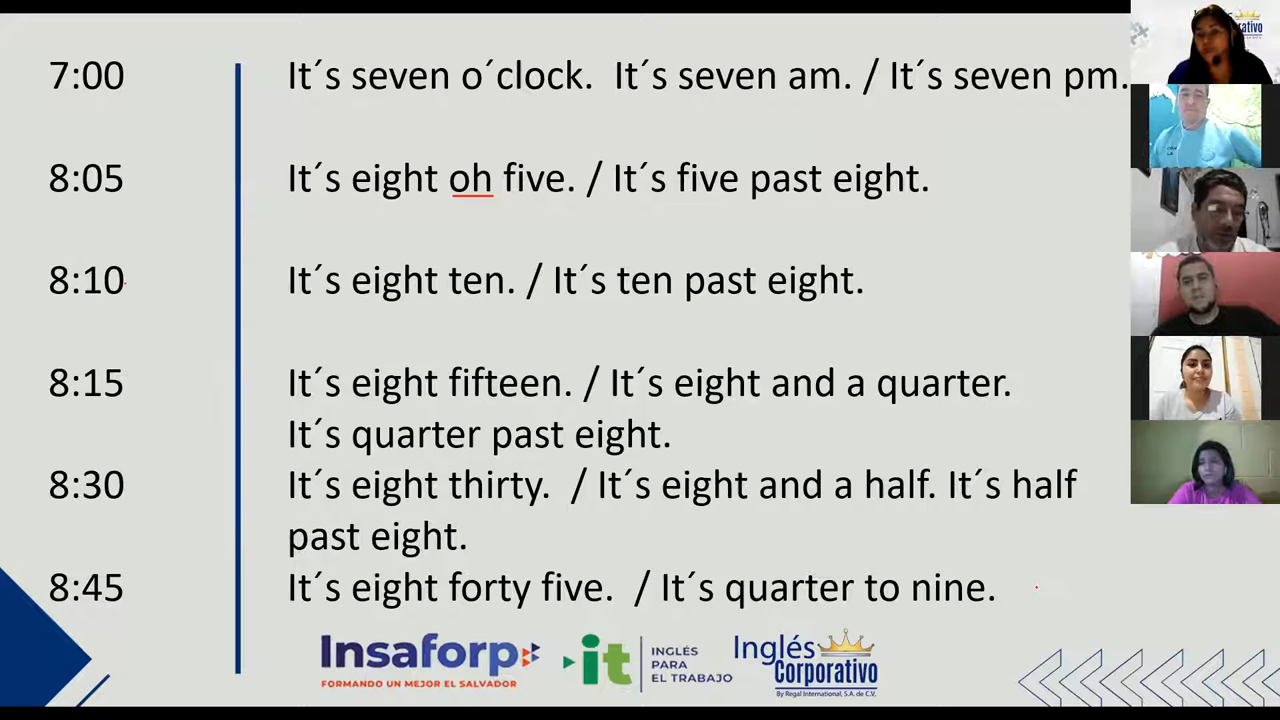 7:00 It´s seven o´clock. It´s seven am. / It´s seven pm.
8:05 It´s eight oh five. / It´s five past eight.
8:10 It´s eight ten. / It´s ten past eight.
8:15 It´s eight fifteen. / It´s eight and a quarter.
It´s quarter past eight.
8:30 It´s eight thirty. / It´s eight and a half. It´s half
past eight.
8:45 It´s eight forty five. / It´s quarter to nine.
Insaforp
FORMANDO UN MEJOR EL SALVADOR
it
INGLÉS
PARA
EL TRABAJO
Inglés
Corporativo
By Regal International, S.A. de C.V.